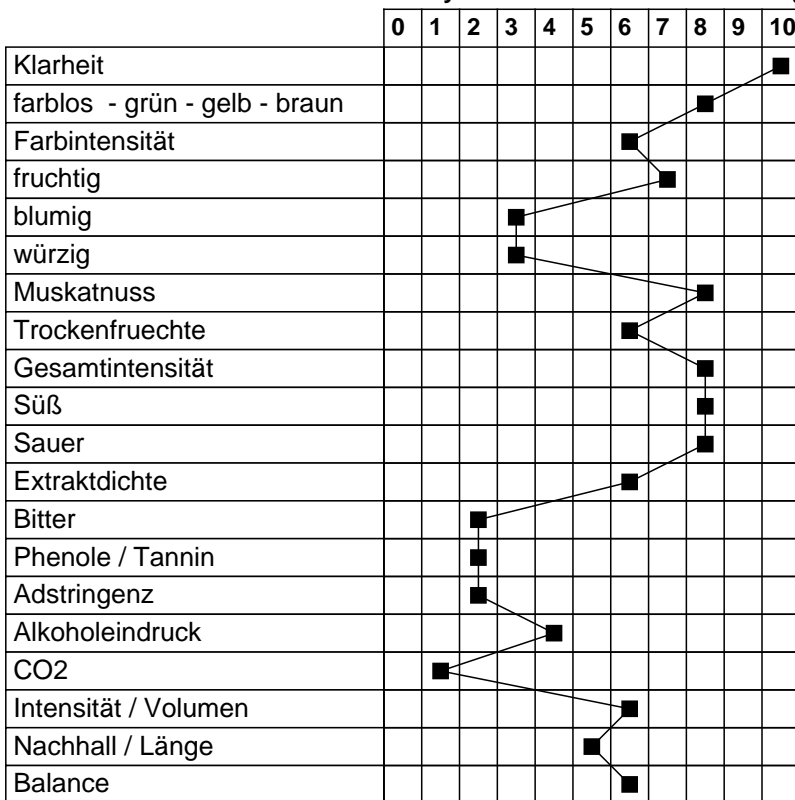 0 1 2 3 4 5 6 7 8 9 10
Klarheit
farblos - grün - gelb - braun
Farbintensität
fruchtig
blumig
würzig
Muskatnuss
Trockenfruechte
Gesamtintensität
Süß
Sauer
Extraktdichte
Bitter
Phenole / Tannin
Adstringenz
Alkoholeindruck
CO2
Intensität / Volumen
Nachhall / Länge
Balance